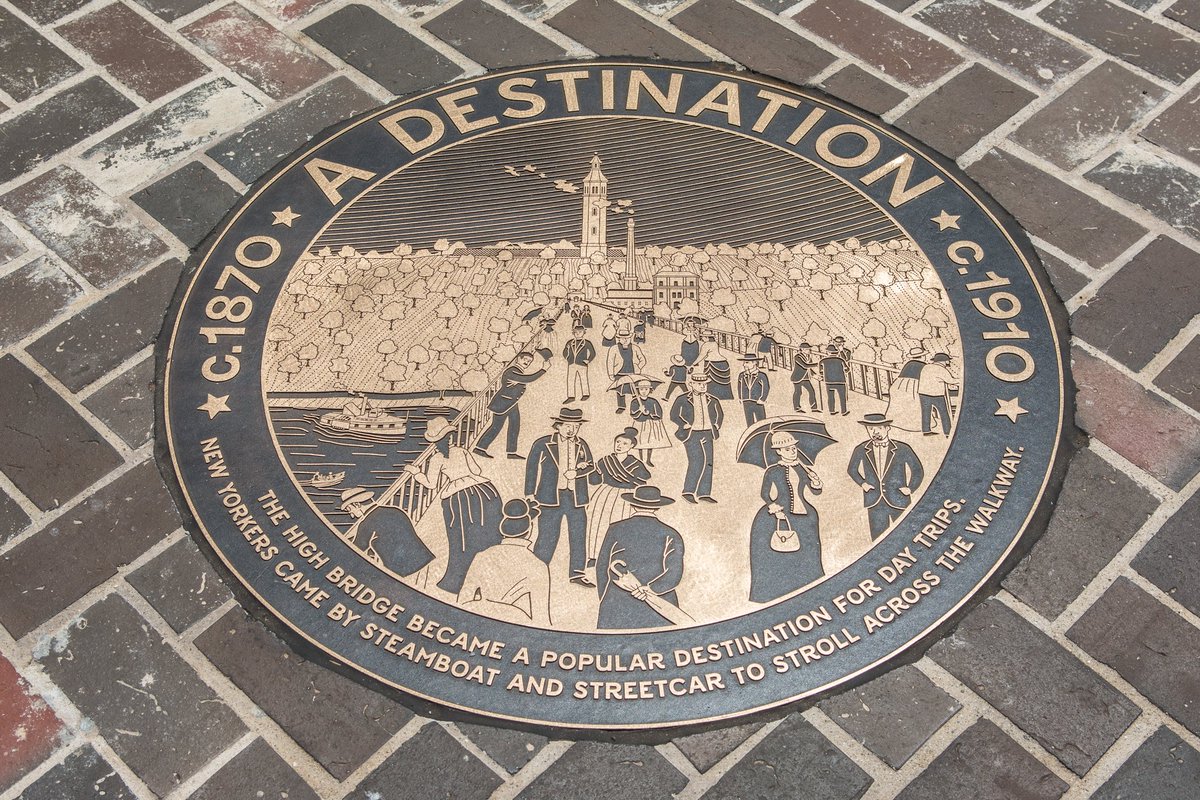 A DESTINATION
c.1870
c.1910
THE HIGH BRIDGE BECAME A POPULAR DESTINATION FOR DAY TRIPS.
NEW YORKERS CAME BY STEAMBOAT AND STREETCAR TO STROLL ACROSS THE WALKWAY.